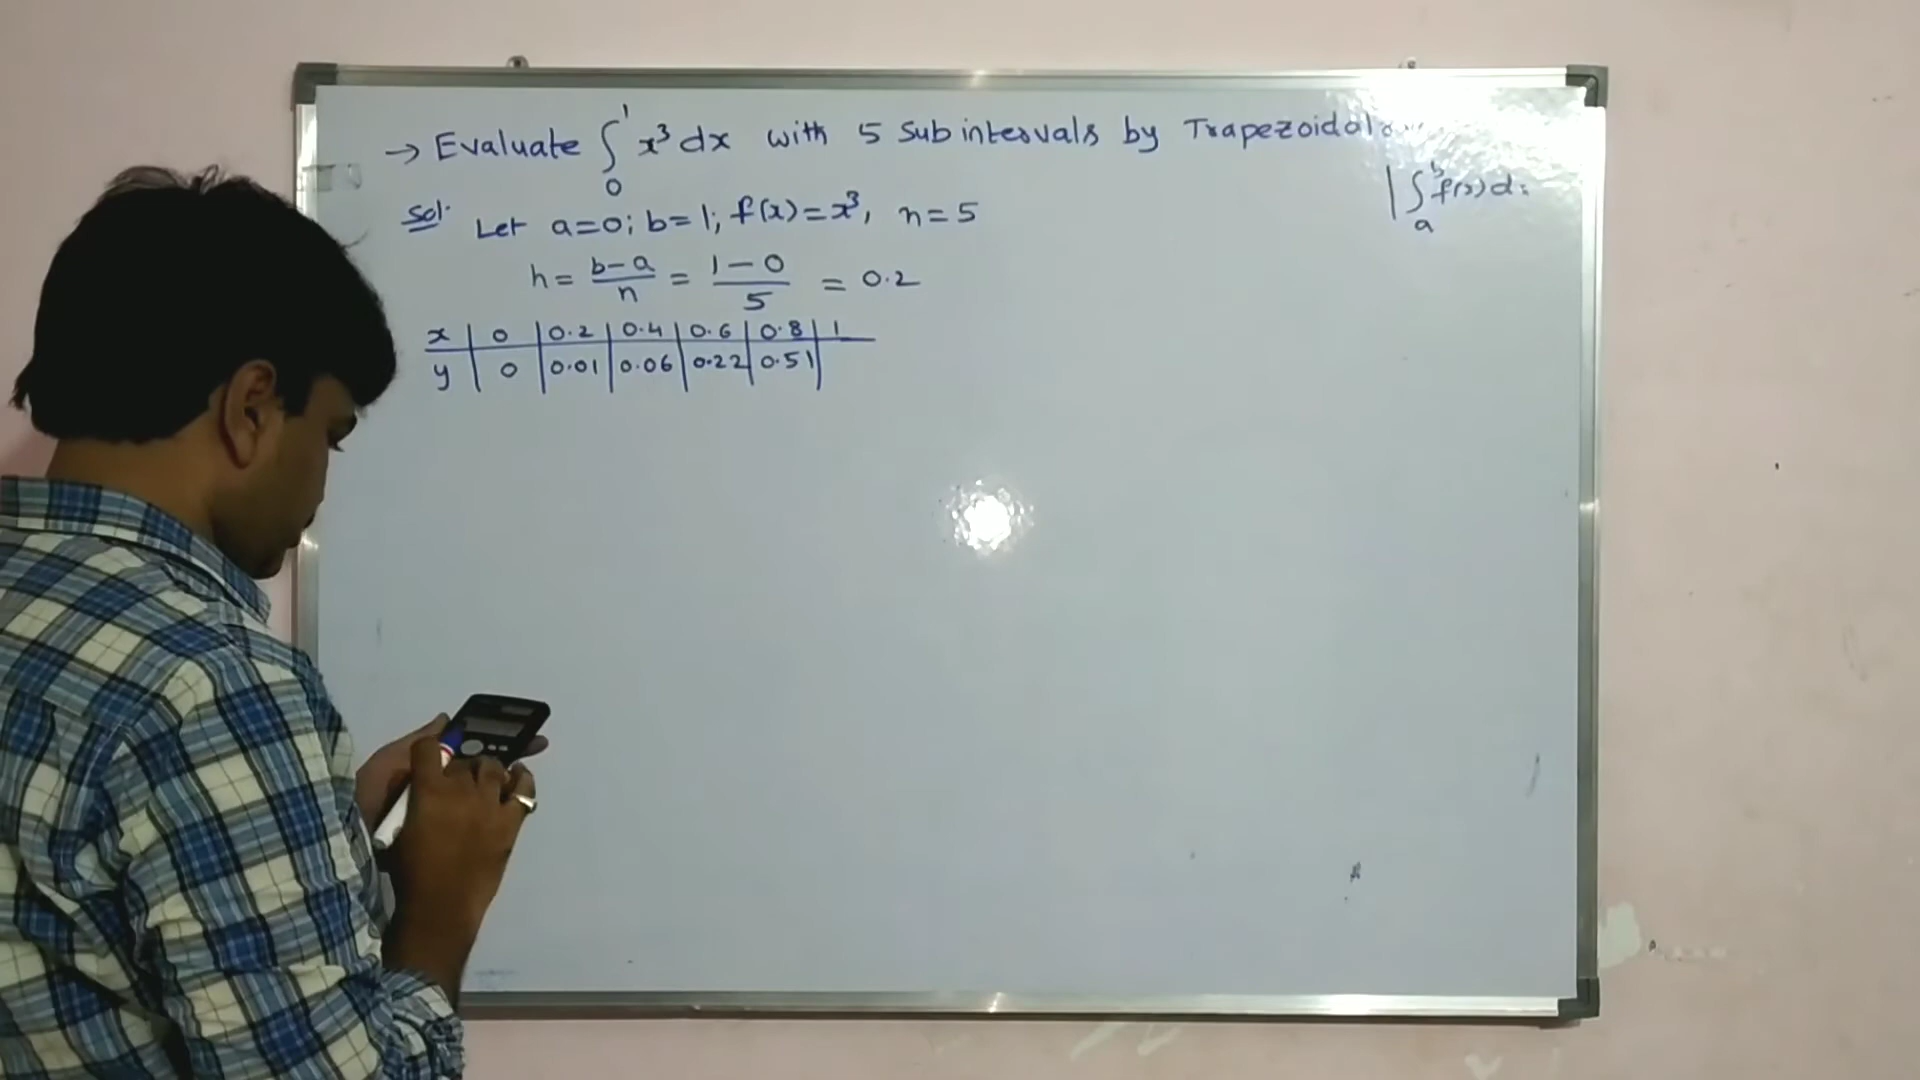 → Evaluate ∫₀¹ x³ dx with 5 Sub intervals by Trapezoidal
∫ₐᵇ f(x) d
Sol: Let a=0; b=1; f(x)=x³, n=5
h = (b-a)/n = (1-0)/5 = 0.2
x | 0 | 0.2 | 0.4 | 0.6 | 0.8 | 1
y | 0 | 0.01 | 0.06 | 0.22 | 0.51 |